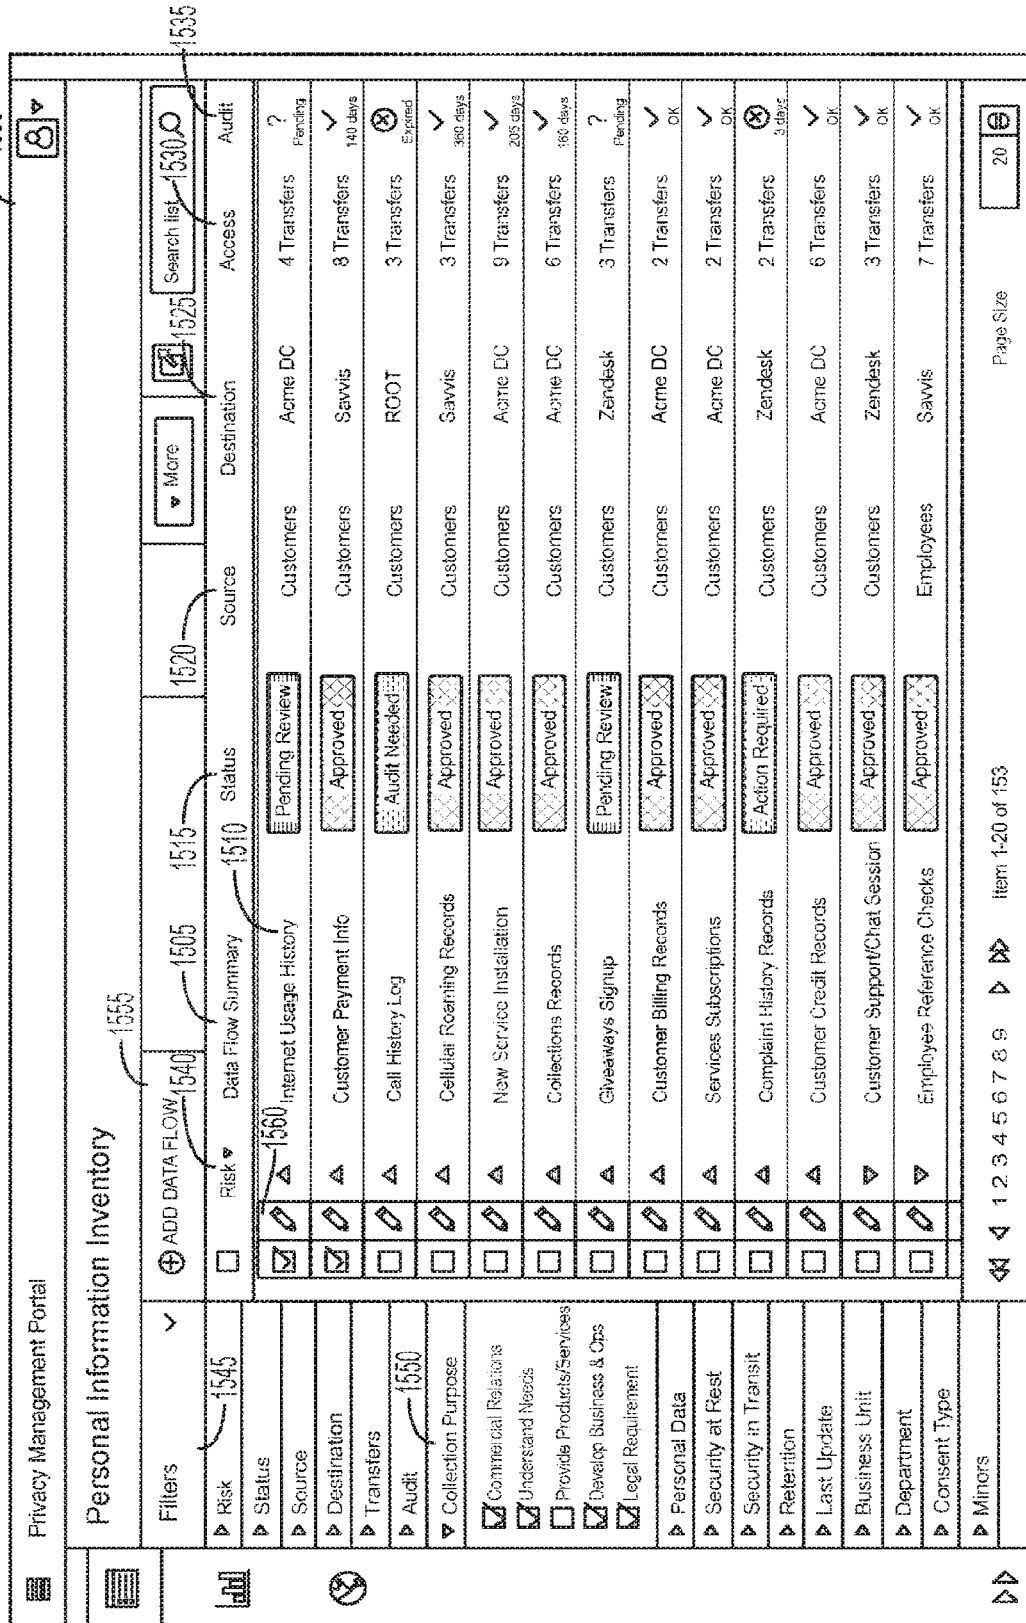 1535
Privacy Management Portal
Personal Information Inventory
1555
Filters
ADD DATA FLOW 1540 1505 1515 1520 More 1525 Search list 1530
1545
Risk Data Flow Summary Status Source Destination Access Audit
1560 1510
Internet Usage History Pending Review Customers Acme DC 4 Transfers ? Pending
Customer Payment Info Approved Customers Savvis 8 Transfers 140 days
Call History Log Audit Needed Customers ROOT 3 Transfers Expired
Cellular Roaming Records Approved Customers Savvis 3 Transfers 360 days
New Service Installation Approved Customers Acme DC 9 Transfers 205 days
Collections Records Approved Customers Acme DC 6 Transfers 160 days
Giveaways Signup Pending Review Customers Zendesk 3 Transfers ? Pending
Customer Billing Records Approved Customers Acme DC 2 Transfers OK
Services Subscriptions Approved Customers Acme DC 2 Transfers OK
Complaint History Records Action Required Customers Zendesk 2 Transfers 3 days
Customer Credit Records Approved Customers Acme DC 6 Transfers OK
Customer Support/Chat Session Approved Customers Zendesk 3 Transfers OK
Employee Reference Checks Approved Employees Savvis 7 Transfers OK
Risk
Status
Source
Destination
Transfers
Audit
1550
Collection Purpose
Commercial Relations
Understand Needs
Provide Products/Services
Develop Business & Ops
Legal Requirement
Personal Data
Security at Rest
Security in Transit
Retention
Last Update
Business Unit
Department
Consent Type
Minors
1 2 3 4 5 6 7 8 9 Item 1-20 of 153 Page Size 20